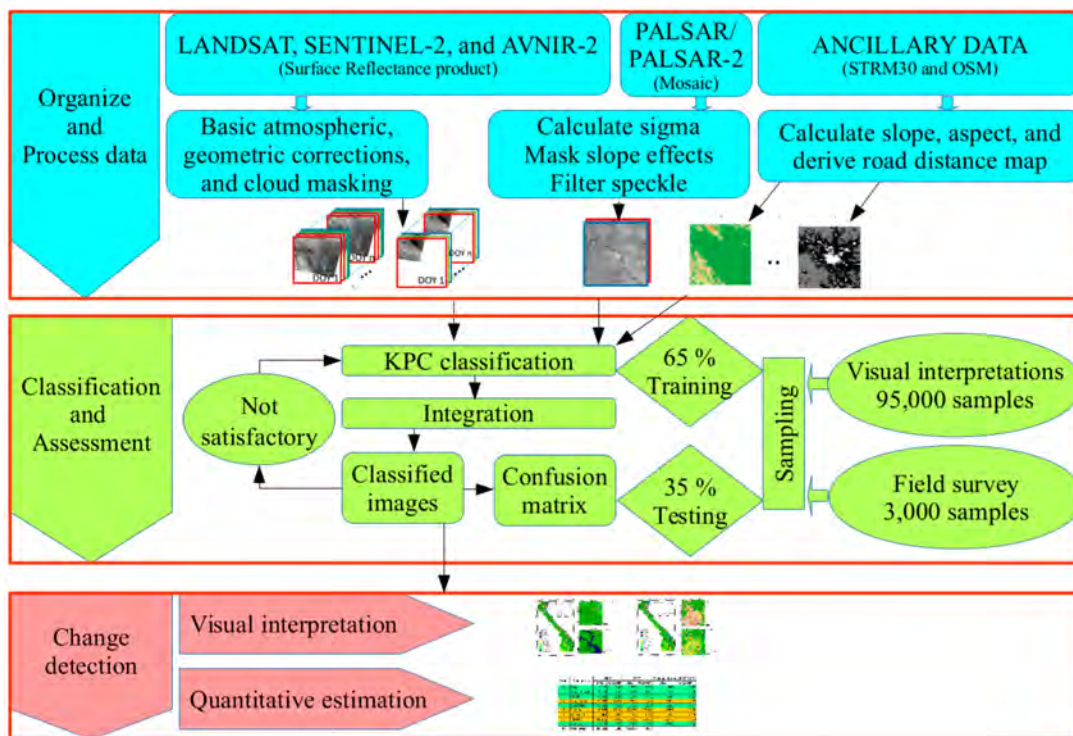 Organize
and
Process data
LANDSAT, SENTINEL-2, and AVNIR-2
(Surface Reflectance product)
PALSAR/
PALSAR-2
(Mosaic)
ANCILLARY DATA
(STRM30 and OSM)
Basic atmospheric,
geometric corrections,
and cloud masking
Calculate sigma
Mask slope effects
Filter speckle
Calculate slope, aspect, and
derive road distance map
DOY n
DOY 1
...
DOY n
DOY 1
...
..
Classification
and
Assessment
Not
satisfactory
KPC classification
Integration
Classified
images
Confusion
matrix
65 %
Training
35 %
Testing
Sampling
Visual interpretations
95,000 samples
Field survey
3,000 samples
Change
detection
Visual interpretation
Quantitative estimation